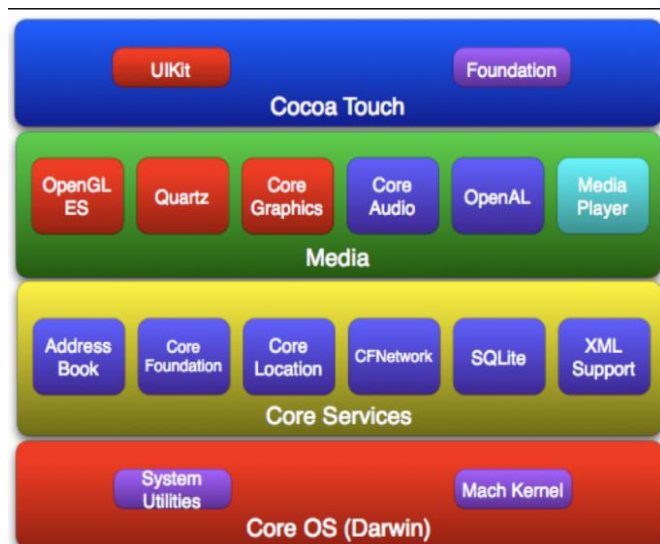 UIKit
Foundation
Cocoa Touch
OpenGL
ES
Quartz
Core
Graphics
Core
Audio
OpenAL
Media
Player
Media
Address
Book
Core
Foundation
Core
Location
CFNetwork
SQLite
XML
Support
Core Services
System
Utilities
Mach Kernel
Core OS (Darwin)